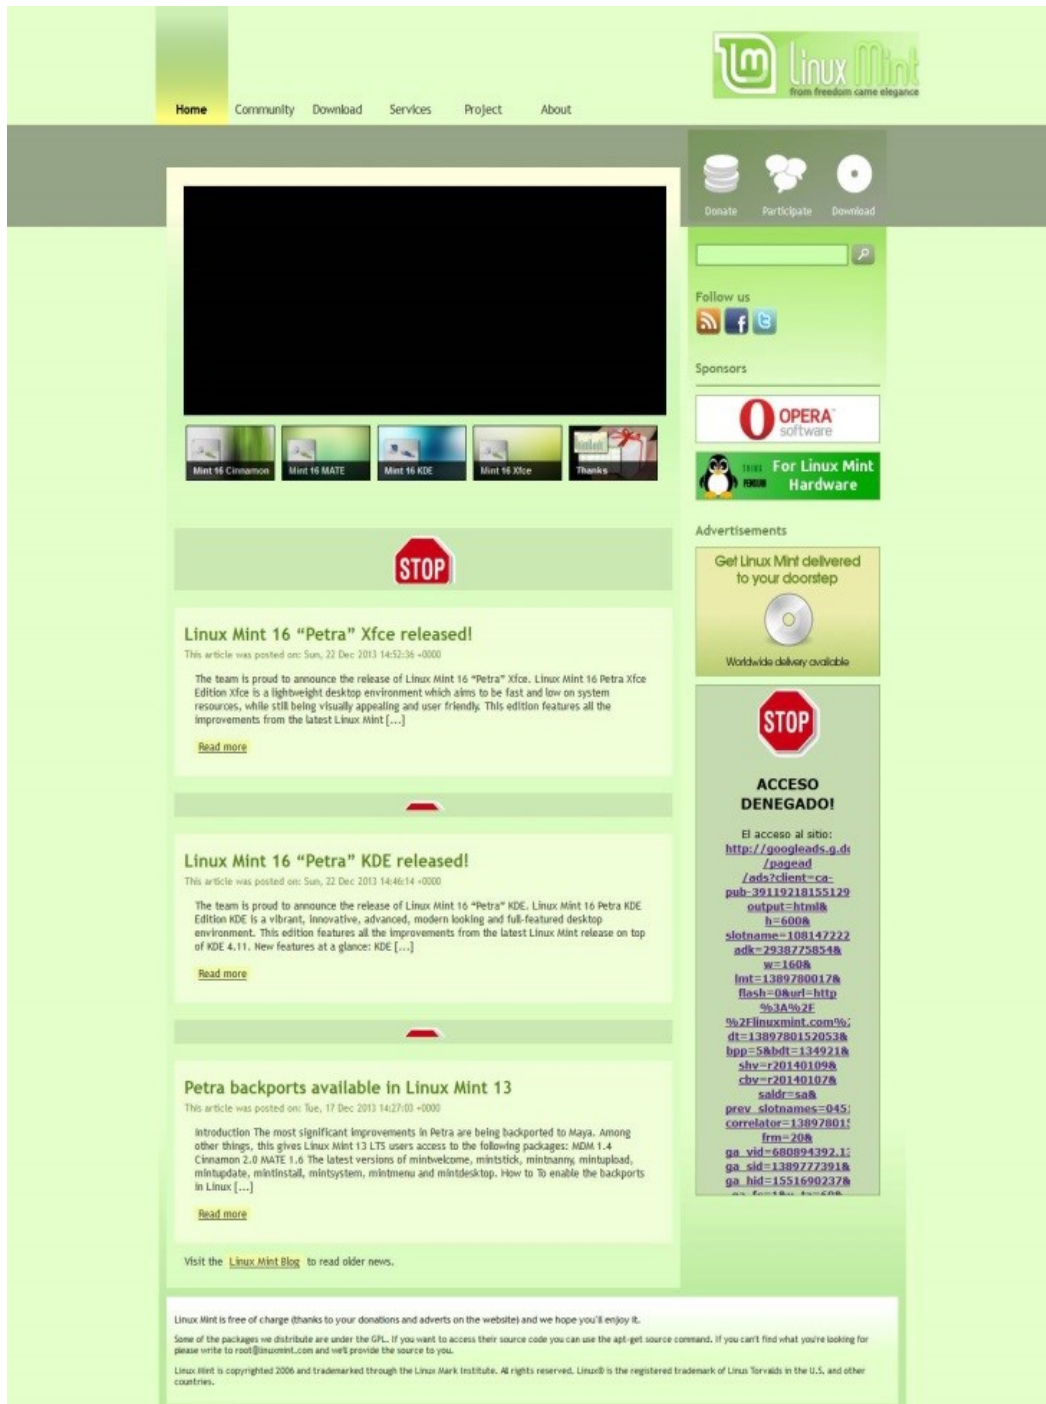 Linux Mint
from freedom came elegance
Home Community Download Services Project About
Donate Participate Download
Follow us
Sponsors
OPERA
software
THINK
PENGUIN
For Linux Mint
Hardware
Advertisements
Get Linux Mint delivered
to your doorstep
Worldwide delivery available
Mint 16 Cinnamon Mint 16 MATE Mint 16 KDE Mint 16 Xfce Thanks
STOP
Linux Mint 16 “Petra” Xfce released!
This article was posted on: Sun, 22 Dec 2013 14:52:36 +0000
The team is proud to announce the release of Linux Mint 16 “Petra” Xfce. Linux Mint 16 Petra Xfce
Edition Xfce is a lightweight desktop environment which aims to be fast and low on system
resources, while still being visually appealing and user friendly. This edition features all the
improvements from the latest Linux Mint [...]
Read more
Linux Mint 16 “Petra” KDE released!
This article was posted on: Sun, 22 Dec 2013 14:46:14 +0000
The team is proud to announce the release of Linux Mint 16 “Petra” KDE. Linux Mint 16 Petra KDE
Edition KDE is a vibrant, innovative, advanced, modern looking and full-featured desktop
environment. This edition features all the improvements from the latest Linux Mint release on top
of KDE 4.11. New features at a glance: KDE [...]
Read more
Petra backports available in Linux Mint 13
This article was posted on: Tue, 17 Dec 2013 14:27:03 +0000
Introduction The most significant improvements in Petra are being backported to Maya. Among
other things, this gives Linux Mint 13 LTS users access to the following packages: MDM 1.4
Cinnamon 2.0 MATE 1.6 The latest versions of mintwelcome, mintstick, mintnanny, mintupload,
mintupdate, mintinstall, mintsystem, mintmenu and mintdesktop. How to To enable the backports
in Linux [...]
Read more
Visit the Linux Mint Blog to read older news.
STOP
ACCESO
DENEGADO!
El acceso al sitio:
http://googleads.g.do
/pagead
/ads?client=ca-
pub-39119218155129
output=html&
h=600&
slotname=108147222
adk=2938775854&
w=160&
lmt=1389780017&
flash=0&url=http
%3A%2F
%2Flinuxmint.com%2
dt=1389780152053&
bpp=5&bdt=134921&
shv=r20140109&
cbv=r20140107&
saldr=sa&
prev_slotnames=0451
correlator=138978015
frm=20&
ga_vid=680894392.13
ga_sid=1389777391&
ga_hid=1551690237&
Linux Mint is free of charge (thanks to your donations and adverts on the website) and we hope you'll enjoy it.
Some of the packages we distribute are under the GPL. If you want to access their source code you can use the apt-get source command. If you can't find what you're looking for
please write to root@linuxmint.com and we'll provide the source to you.
Linux Mint is copyrighted 2006 and trademarked through the Linux Mark Institute. All rights reserved. Linux® is the registered trademark of Linus Torvalds in the U.S. and other
countries.